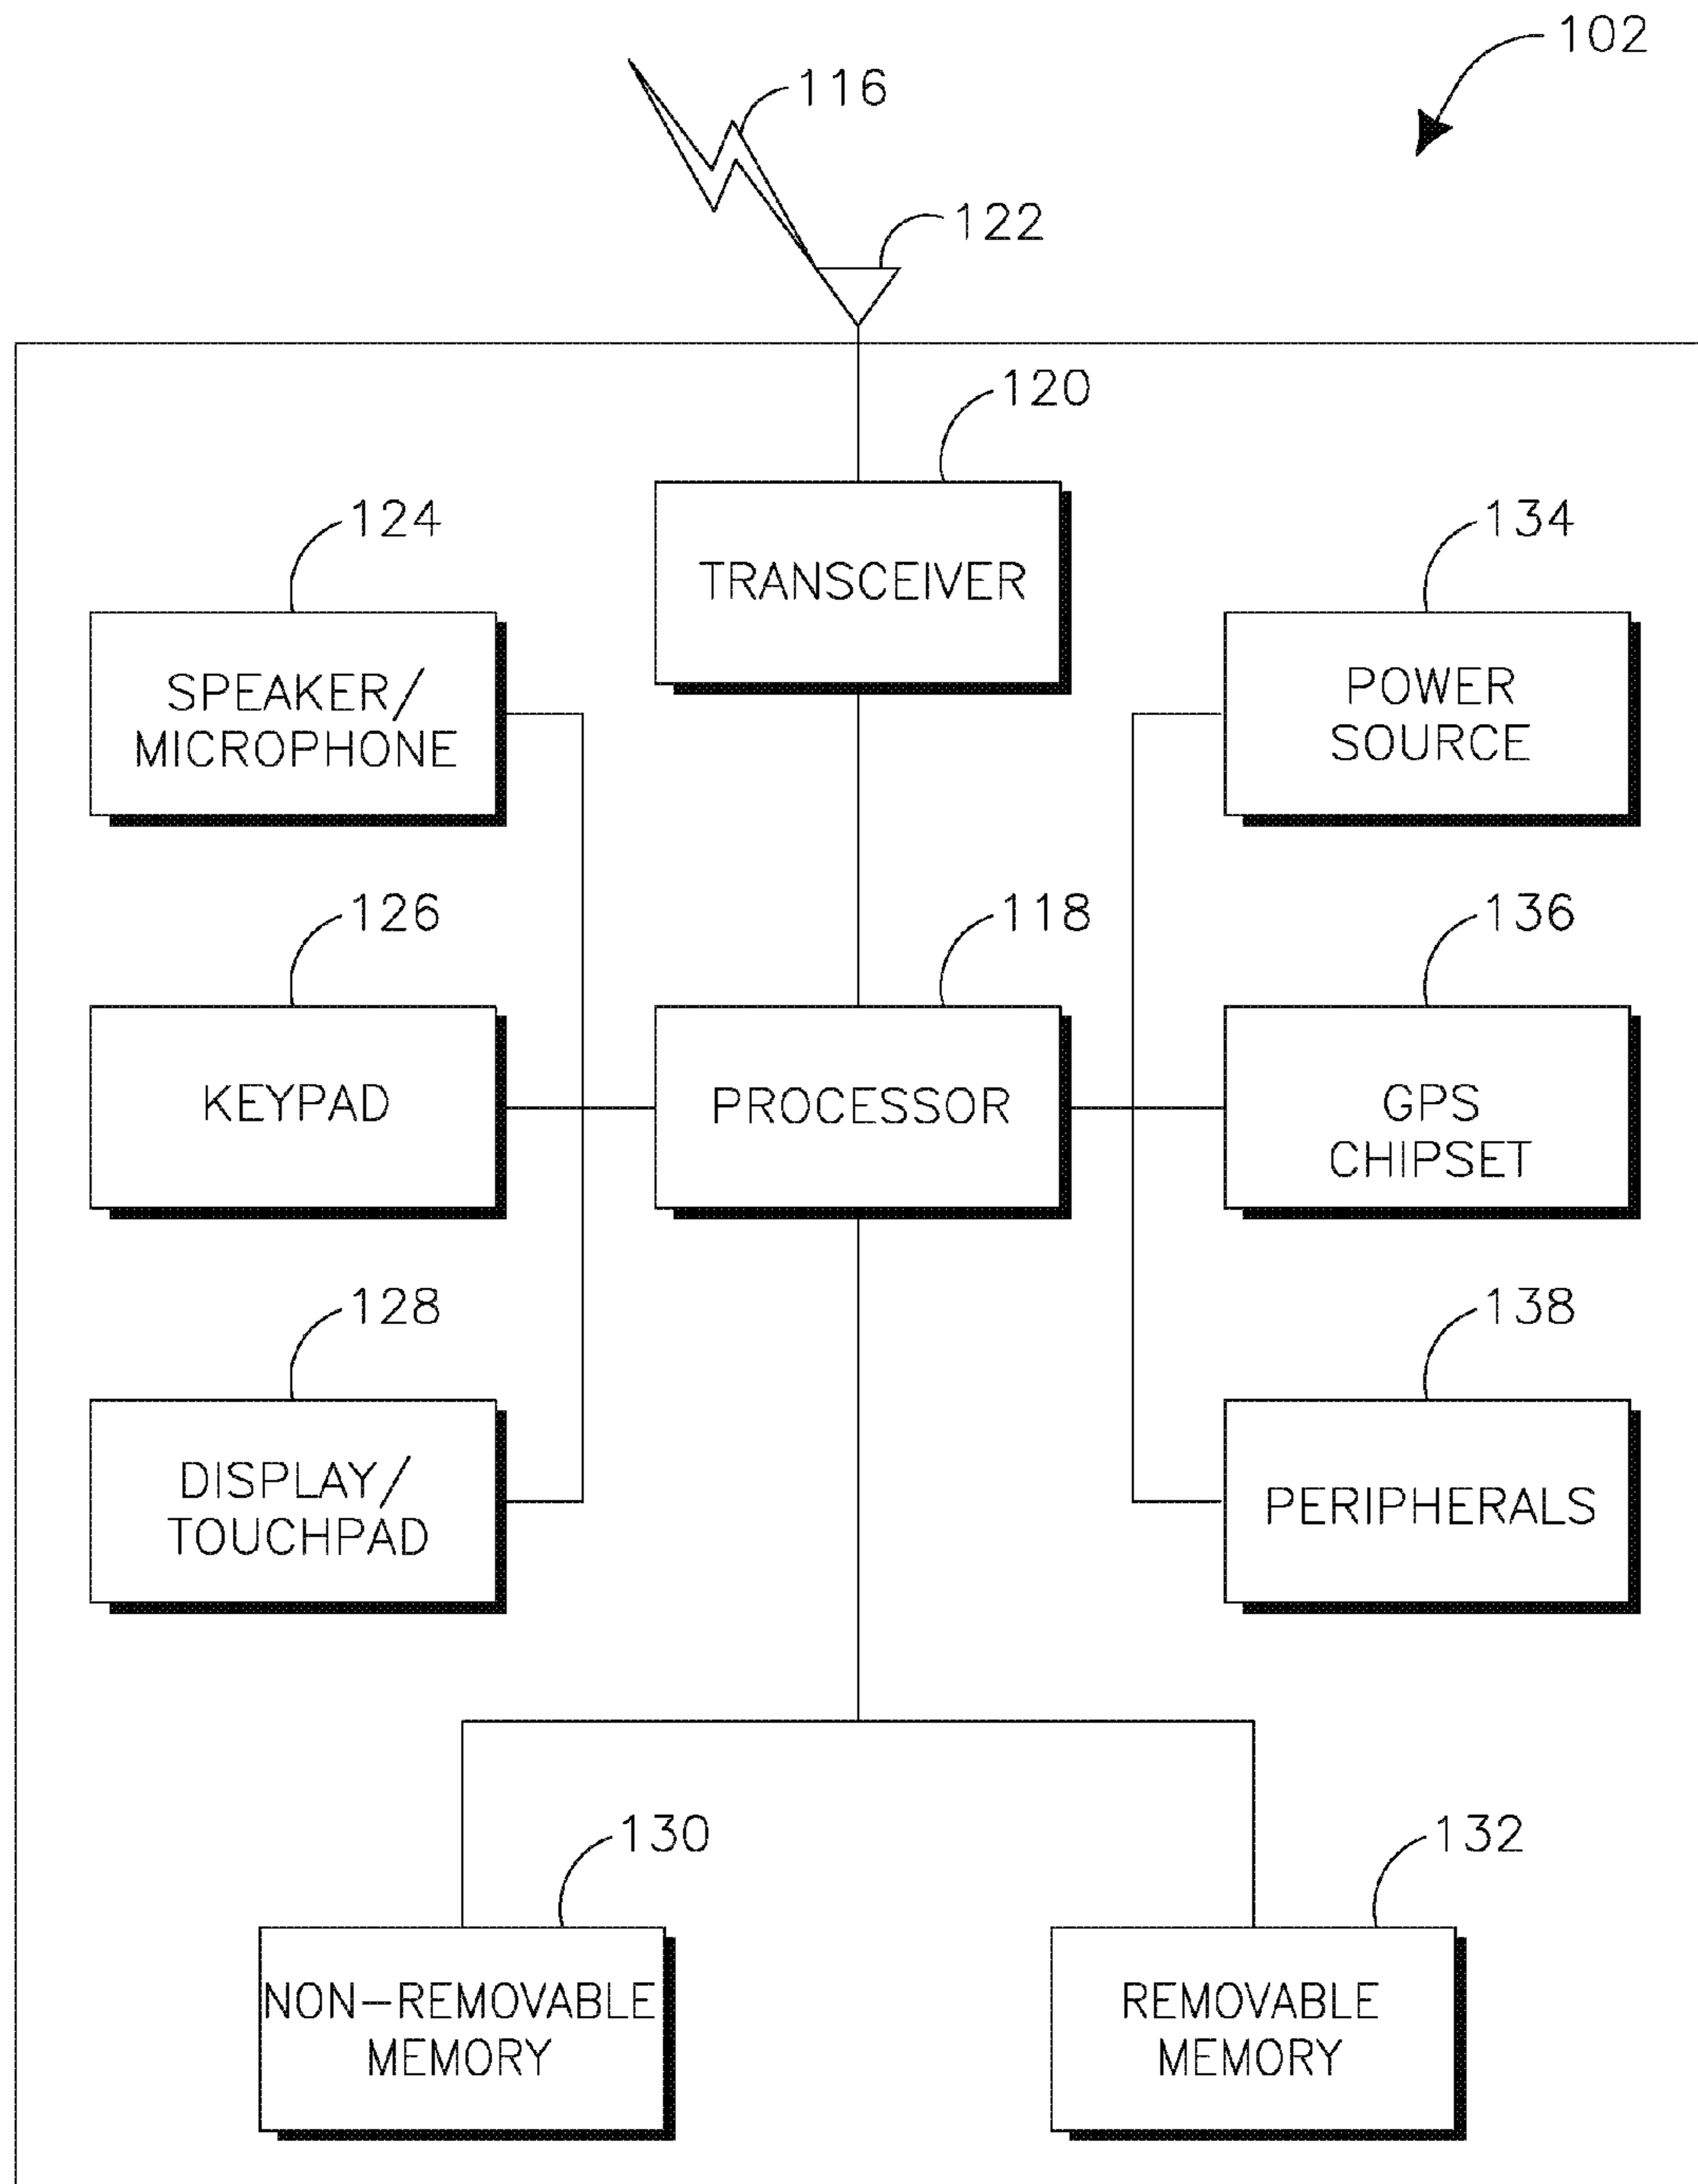 102
116
122
120
TRANSCEIVER
124
SPEAKER/
MICROPHONE
134
POWER
SOURCE
126
KEYPAD
118
PROCESSOR
136
GPS
CHIPSET
128
DISPLAY/
TOUCHPAD
138
PERIPHERALS
130
NON-REMOVABLE
MEMORY
132
REMOVABLE
MEMORY